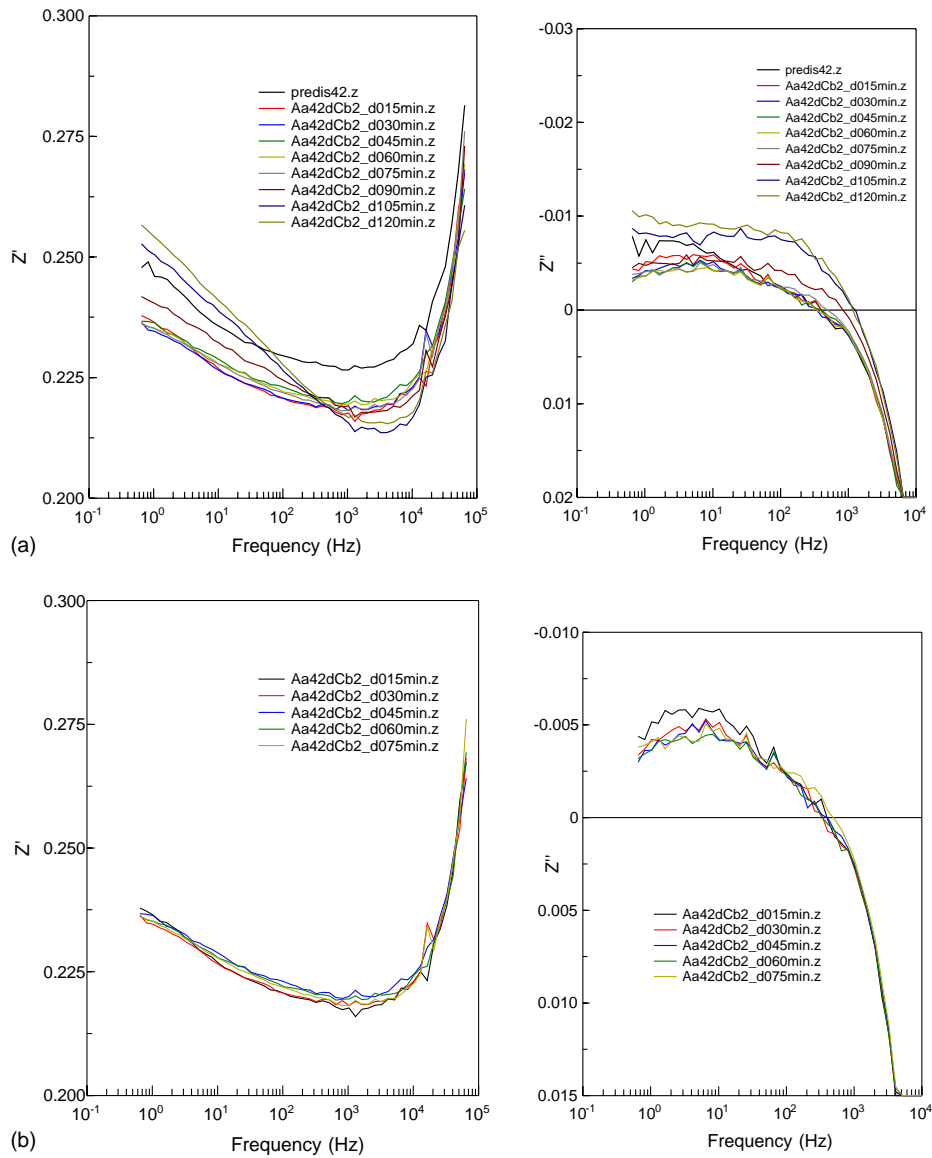 0.300
0.275
0.250
0.225
0.200
Z'
predis42.z
Aa42dCb2_d015min.z
Aa42dCb2_d030min.z
Aa42dCb2_d045min.z
Aa42dCb2_d060min.z
Aa42dCb2_d075min.z
Aa42dCb2_d090min.z
Aa42dCb2_d105min.z
Aa42dCb2_d120min.z
10-1 100 101 102 103 104 105
Frequency (Hz)
(a)
-0.03
-0.02
-0.01
0
0.01
0.02
Z''
predis42.z
Aa42dCb2_d015min.z
Aa42dCb2_d030min.z
Aa42dCb2_d045min.z
Aa42dCb2_d060min.z
Aa42dCb2_d075min.z
Aa42dCb2_d090min.z
Aa42dCb2_d105min.z
Aa42dCb2_d120min.z
10-1 100 101 102 103 104
Frequency (Hz)
0.300
0.275
0.250
0.225
0.200
Z'
Aa42dCb2_d015min.z
Aa42dCb2_d030min.z
Aa42dCb2_d045min.z
Aa42dCb2_d060min.z
Aa42dCb2_d075min.z
10-1 100 101 102 103 104 105
Frequency (Hz)
(b)
-0.010
-0.005
0
0.005
0.010
0.015
Z''
Aa42dCb2_d015min.z
Aa42dCb2_d030min.z
Aa42dCb2_d045min.z
Aa42dCb2_d060min.z
Aa42dCb2_d075min.z
10-1 100 101 102 103 104
Frequency (Hz)